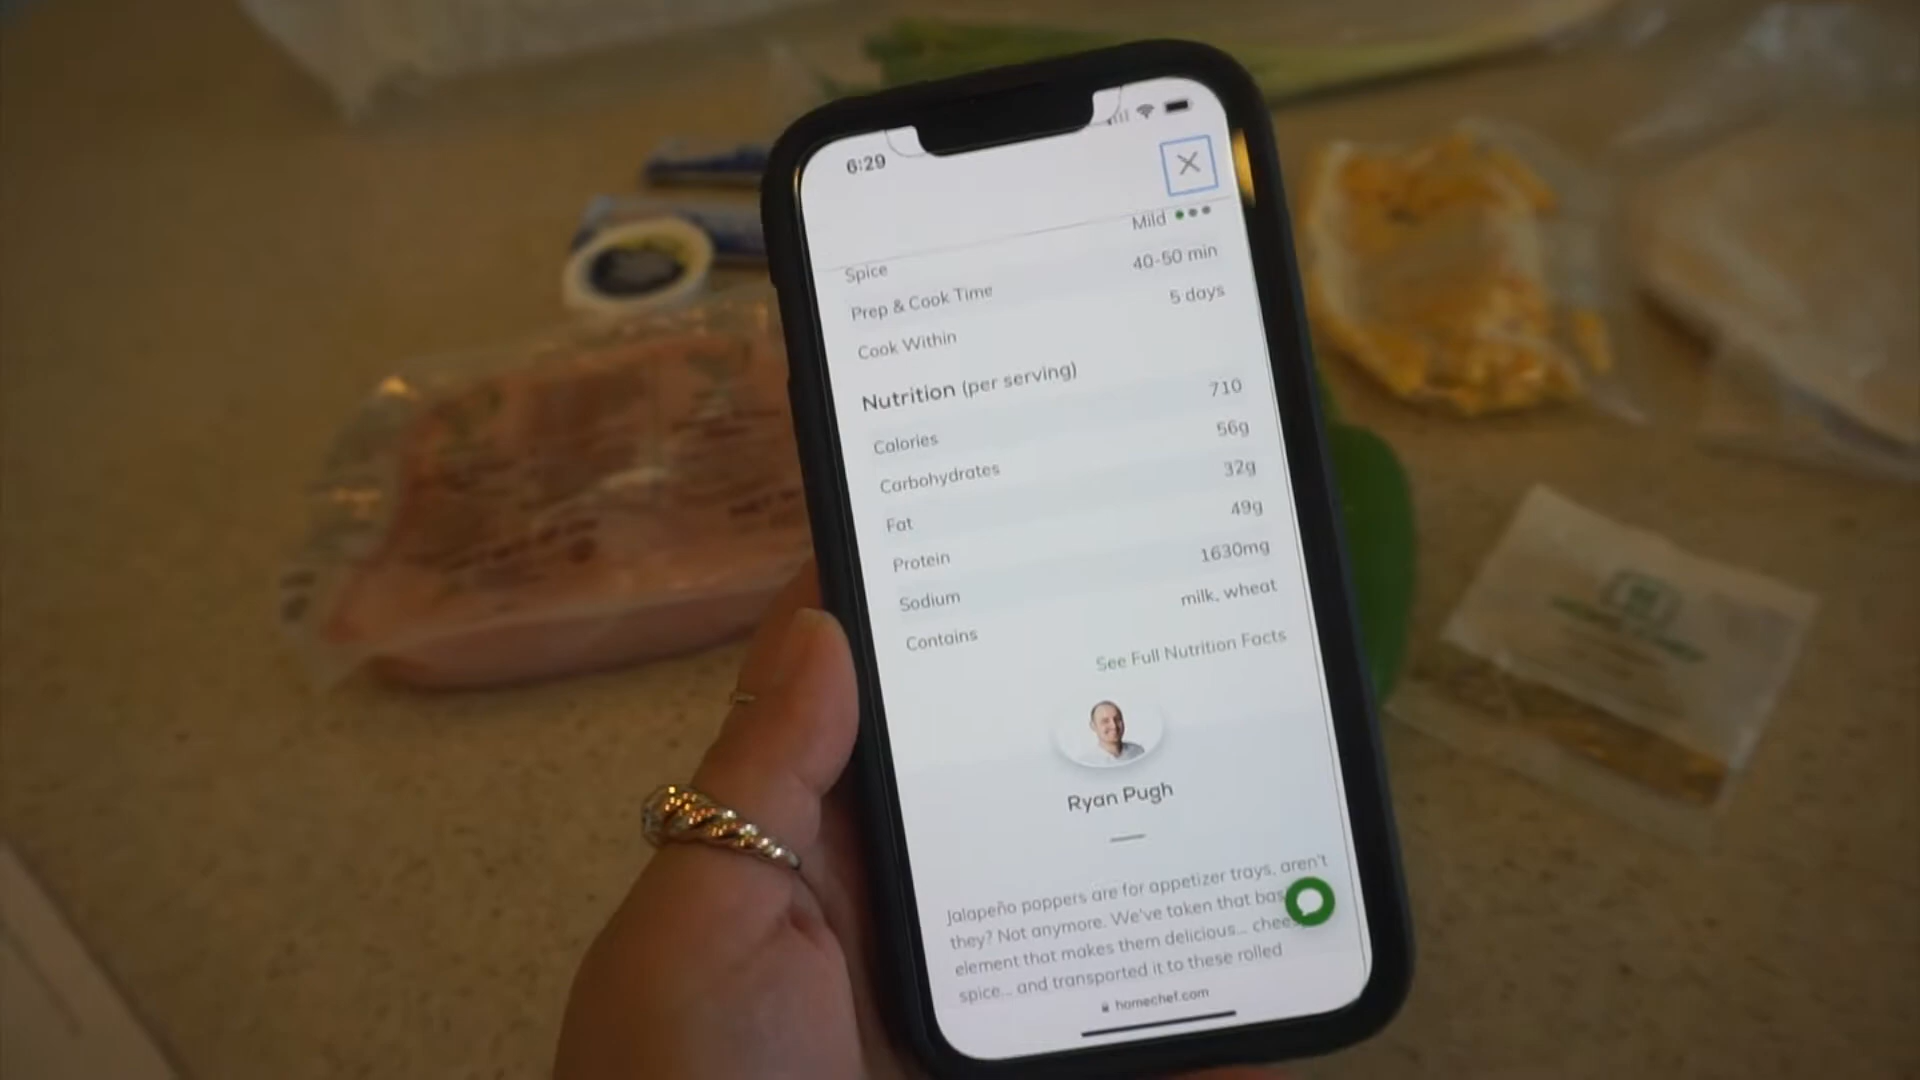 6:29
Spice Mild
Prep & Cook Time 40-50 min
Cook Within 5 days
Nutrition (per serving)
Calories 710
Carbohydrates 56g
Fat 32g
Protein 49g
Sodium 1630mg
Contains milk, wheat
See Full Nutrition Facts
Ryan Pugh
Jalapeño poppers are for appetizer trays, aren't
they? Not anymore. We've taken that bas
element that makes them delicious... chee
spice... and transported it to these rolled
homechef.com